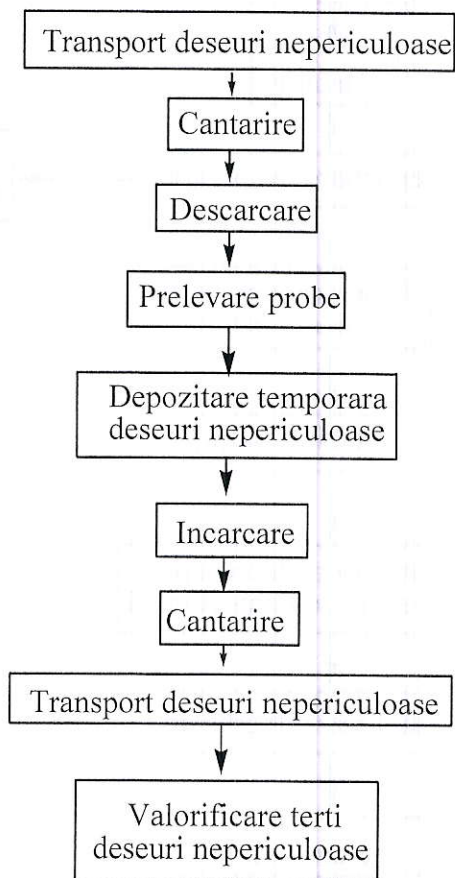 Transport deseuri nepericuloase
Cantarire
Descarcare
Prelevare probe
Depozitare temporara
deseuri nepericuloase
Incarcare
Cantarire
Transport deseuri nepericuloase
Valorificare terti
deseuri nepericuloase